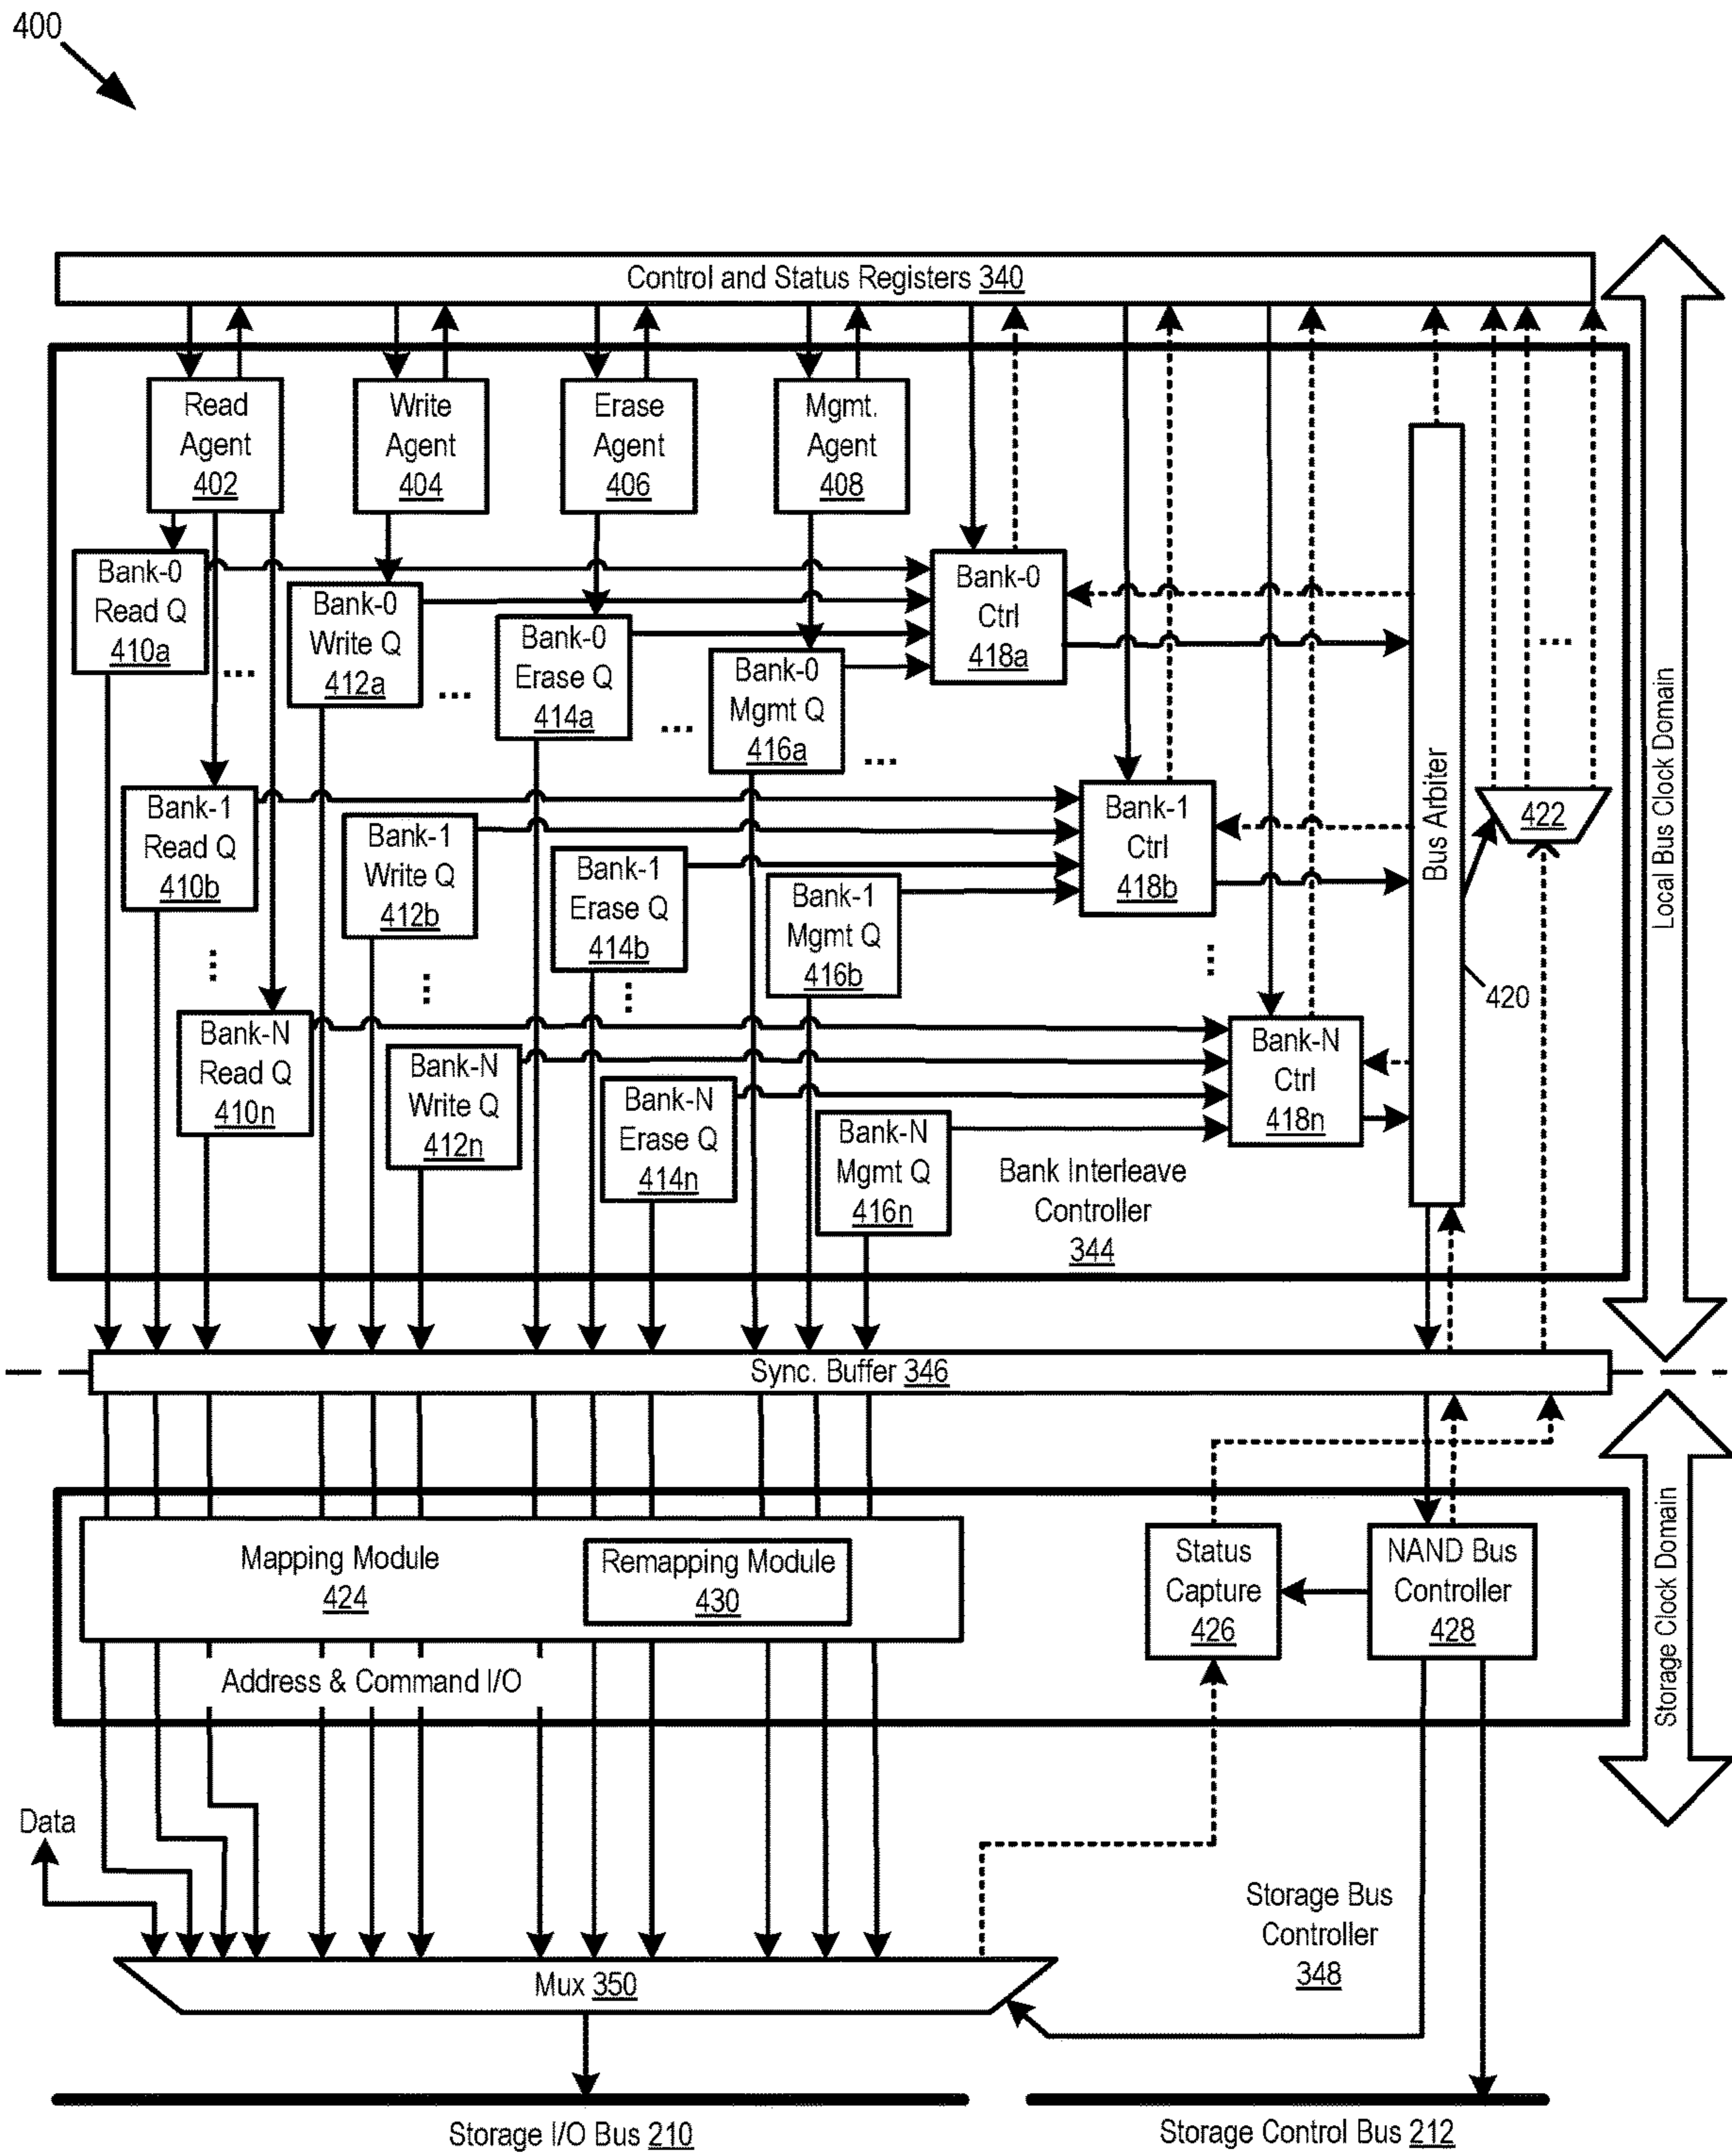 400
Control and Status Registers 340
Read
Agent
402
Write
Agent
404
Erase
Agent
406
Mgmt.
Agent
408
Bank-0
Read Q
410a
...
Bank-0
Write Q
412a
...
Bank-0
Erase Q
414a
...
Bank-0
Mgmt Q
416a
...
Bank-0
Ctrl
418a
Bank-1
Read Q
410b
...
Bank-1
Write Q
412b
...
Bank-1
Erase Q
414b
...
Bank-1
Mgmt Q
416b
Bank-1
Ctrl
418b
...
Bank-N
Read Q
410n
Bank-N
Write Q
412n
Bank-N
Erase Q
414n
Bank-N
Mgmt Q
416n
Bank-N
Ctrl
418n
Bus Arbiter
420
...
422
Bank Interleave
Controller
344
Local Bus Clock Domain
Sync. Buffer 346
Mapping Module
424
Remapping Module
430
Status
Capture
426
NAND Bus
Controller
428
Address & Command I/O
Storage Clock Domain
Data
Storage Bus
Controller
348
Mux 350
Storage I/O Bus 210
Storage Control Bus 212